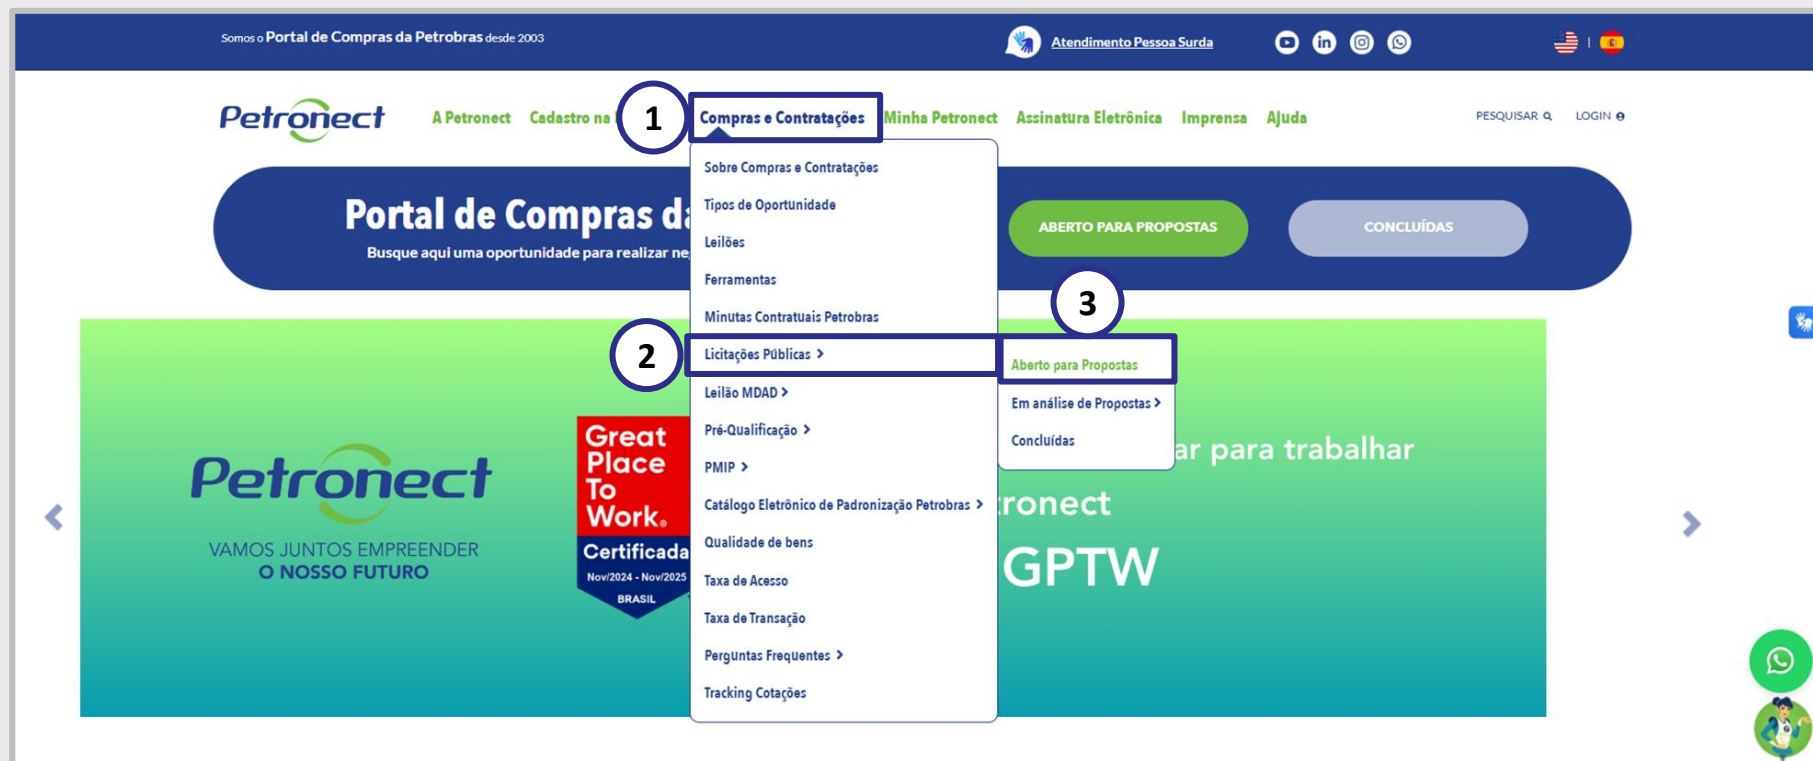 Somos o Portal de Compras da Petrobras desde 2003
Atendimento Pessoa Surda
Petronect
A Petronect
Cadastro na
1
Compras e Contratações
Minha Petronect
Assinatura Eletrônica
Imprensa
Ajuda
PESQUISAR
LOGIN
Portal de Compras da
Busque aqui uma oportunidade para realizar
ABERTO PARA PROPOSTAS
CONCLUÍDAS
Sobre Compras e Contratações
Tipos de Oportunidade
Leilões
Ferramentas
Minutas Contratuais Petrobras
2
Licitações Públicas >
3
Aberto para Propostas
Em análise de Propostas >
Concluídas
Leilão MDAD >
Pré-Qualificação >
PMIP >
Catálogo Eletrônico de Padronização Petrobras >
Qualidade de bens
Taxa de Acesso
Taxa de Transação
Perguntas Frequentes >
Tracking Cotações
Petronect
VAMOS JUNTOS EMPREENDER
O NOSSO FUTURO
Great
Place
To
Work®
Certificada
Nov/2024 - Nov/2025
BRASIL
ar para trabalhar
ronect
GPTW